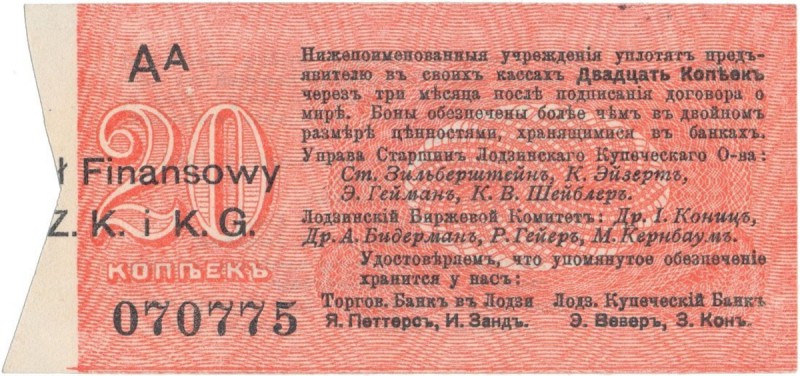 АА
20
ł Finansowy
Z. K. i K. G.
КОПѢЕКЪ
070775
Нижепоименованныя учрежденія уплотятъ предъ-
явителю въ своихъ кассахъ Двадцать Копѣекъ
черезъ три мѣсяца послѣ подписанія договора о
мирѣ. Боны обезпечены болѣе чѣмъ въ двойномъ
размѣрѣ цѣнностями, хранящимися въ банкахъ.
Управа Старшинъ Лодзинскаго Купеческаго О-ва:
Ст. Зильберштейнъ, К. Эйзертъ,
Э. Гейманъ, К. В. Шейблеръ.
Лодзинскій Биржевой Комитетъ: Др. І. Коницъ,
Др. А. Бидерманъ, Р. Гейеръ, М. Кернбаумъ.
Удостовѣряемъ, что упомянутое обезпеченіе
хранится у насъ:
Торгов. Банкъ въ Лодзи Лодз. Купеческій Банкъ
Я. Петтерсъ, И. Зандъ. Э. Веверъ, З. Конъ.